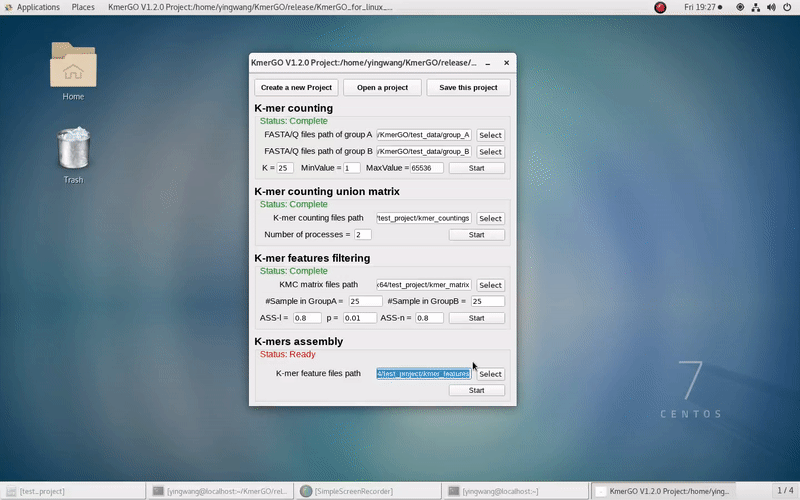 Applications Places KmerGO V1.2.0 Project:/home/yingwang/KmerGO/release/KmerGO_for_linux_... Fri 19:27
Home
Trash
KmerGO V1.2.0 Project:/home/yingwang/KmerGO/release/...
Create a new Project Open a project Save this project
K-mer counting
Status: Complete
FASTA/Q files path of group A /KmerGO/test_data/group_A Select
FASTA/Q files path of group B /KmerGO/test_data/group_B Select
K = 25 MinValue = 1 MaxValue = 65536 Start
K-mer counting union matrix
Status: Complete
K-mer counting files path /test_project/kmer_countings Select
Number of processes = 2 Start
K-mer features filtering
Status: Complete
KMC matrix files path x64/test_project/kmer_matrix Select
#Sample in GroupA = 25 #Sample in GroupB = 25
ASS-l = 0.8 p = 0.01 ASS-n = 0.8 Start
K-mers assembly
Status: Ready
K-mer feature files path 4/test_project/kmer_features Select
Start
7
CENTOS
[test_project] [yingwang@localhost:~/KmerGO/rel... [SimpleScreenRecorder] [yingwang@localhost:~] KmerGO V1.2.0 Project:/home/ying... 1 / 4